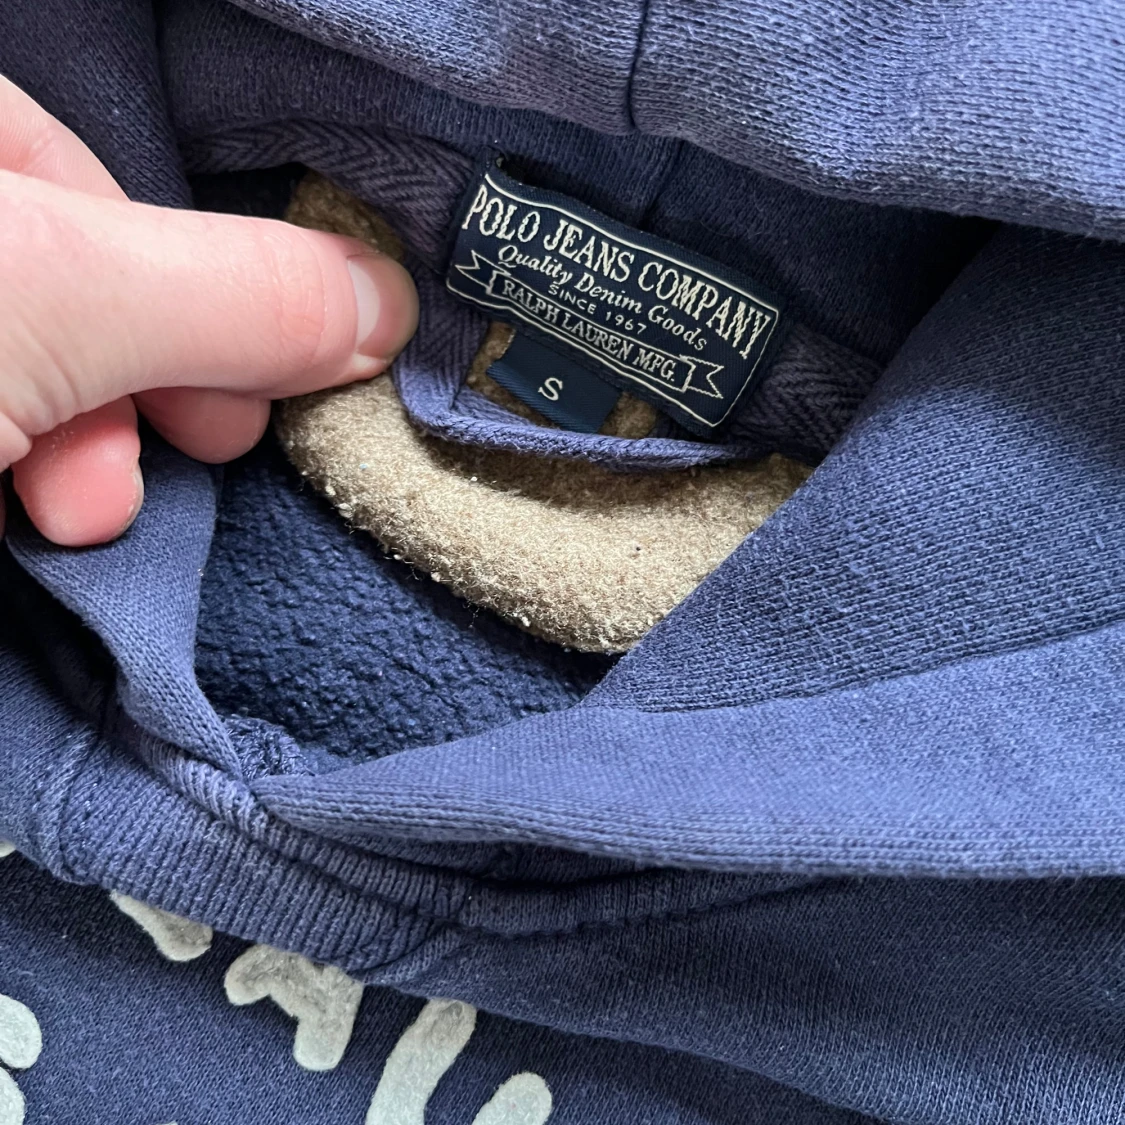 POLO JEANS COMPANY
Quality Denim Goods
SINCE 1967
RALPH LAUREN MFG.
S